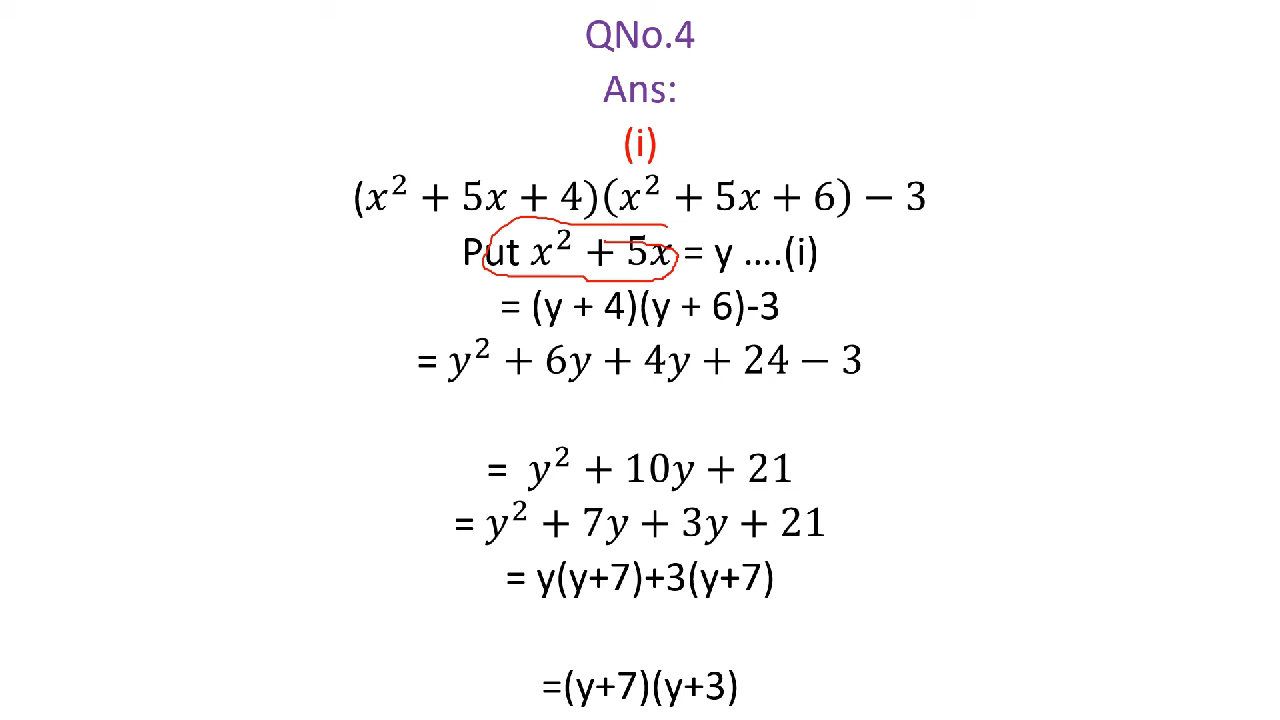 QNo.4
Ans:
(i)
(x² + 5x + 4)(x² + 5x + 6) − 3
Put x² + 5x = y ....(i)
= (y + 4)(y + 6)-3
= y² + 6y + 4y + 24 − 3
= y² + 10y + 21
= y² + 7y + 3y + 21
= y(y+7)+3(y+7)
=(y+7)(y+3)